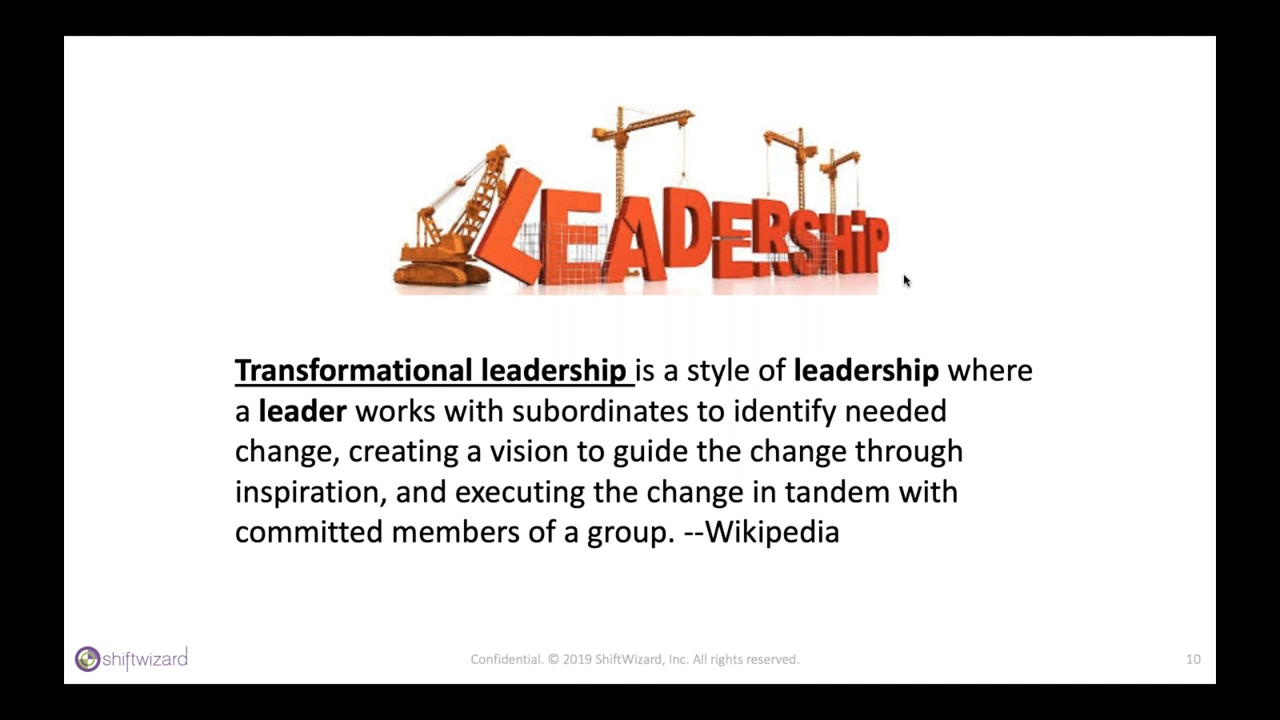 LEADERSHiP
Transformational leadership is a style of leadership where
a leader works with subordinates to identify needed
change, creating a vision to guide the change through
inspiration, and executing the change in tandem with
committed members of a group. --Wikipedia
shiftwizard
Confidential. © 2019 ShiftWizard, Inc. All rights reserved.
10